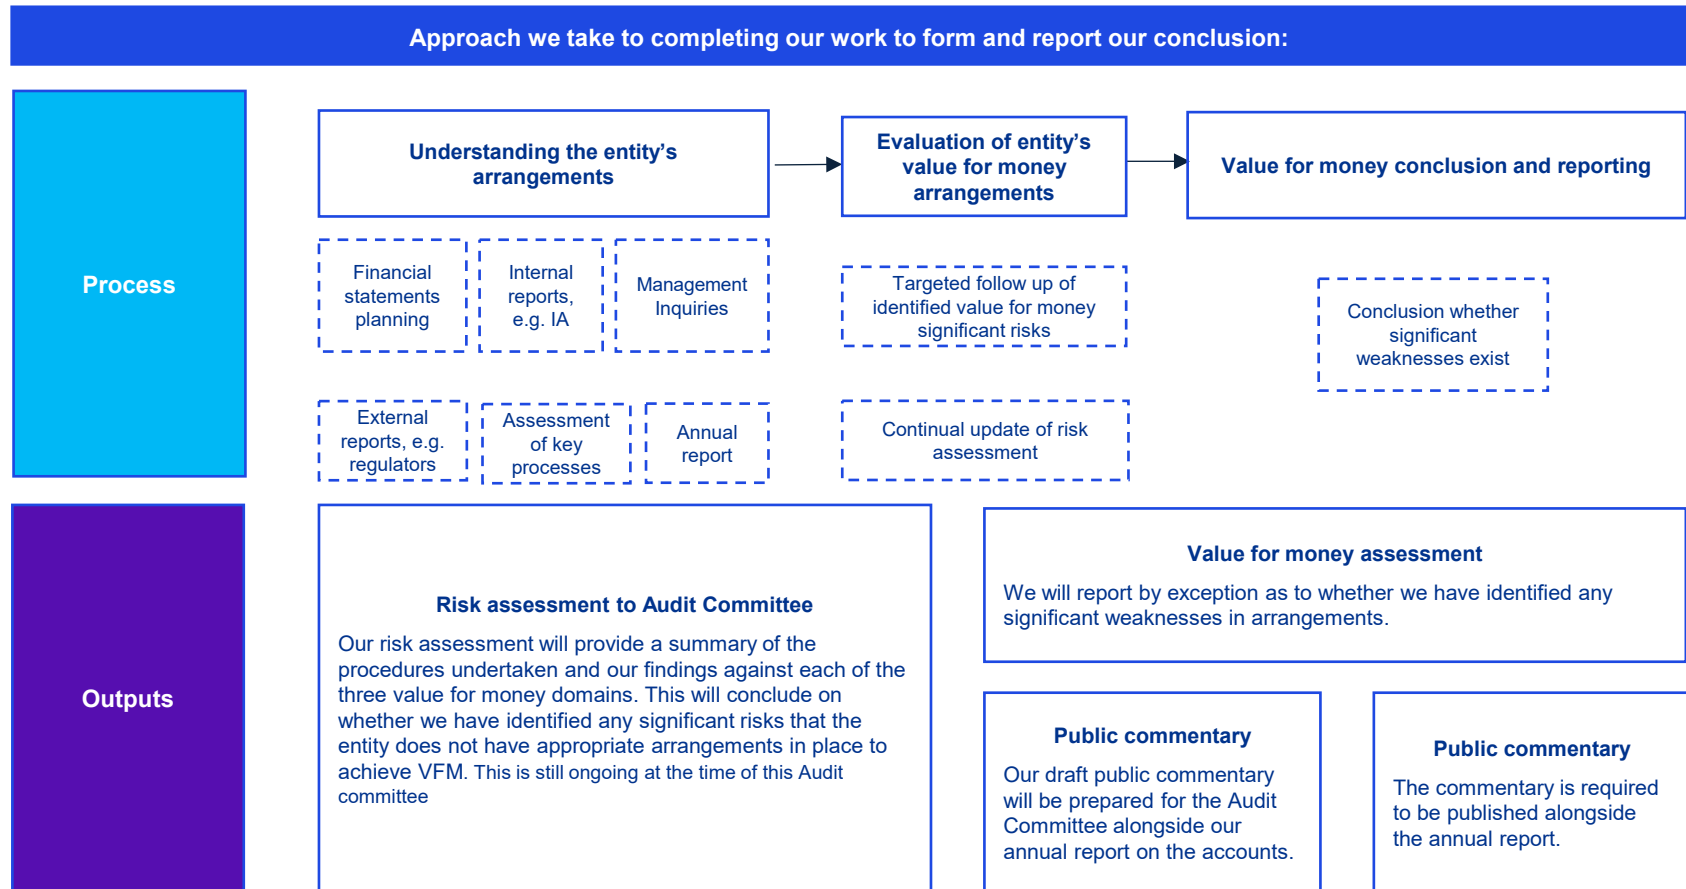 Approach we take to completing our work to form and report our conclusion:
Process
Understanding the entity’s
arrangements
Evaluation of entity’s
value for money
arrangements
Value for money conclusion and reporting
Financial
statements
planning
Internal
reports,
e.g. IA
Management
Inquiries
Targeted follow up of
identified value for money
significant risks
Conclusion whether
significant
weaknesses exist
External
reports, e.g.
regulators
Assessment
of key
processes
Annual
report
Continual update of risk
assessment
Outputs
Risk assessment to Audit Committee
Our risk assessment will provide a summary of the
procedures undertaken and our findings against each of the
three value for money domains. This will conclude on
whether we have identified any significant risks that the
entity does not have appropriate arrangements in place to
achieve VFM. This is still ongoing at the time of this Audit
committee
Value for money assessment
We will report by exception as to whether we have identified any
significant weaknesses in arrangements.
Public commentary
Our draft public commentary
will be prepared for the Audit
Committee alongside our
annual report on the accounts.
Public commentary
The commentary is required
to be published alongside
the annual report.